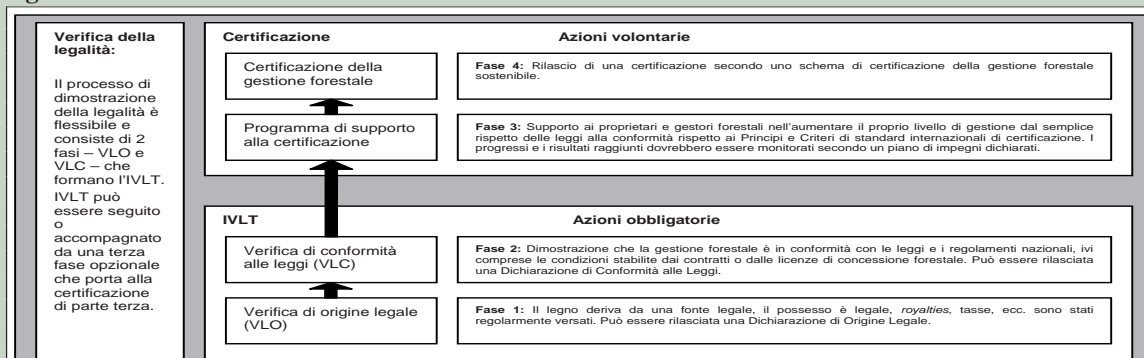 Verifica della
legalità:
Il processo di
dimostrazione
della legalità è
flessibile e
consiste di 2
fasi – VLO e
VLC – che
formano l'IVLT.
IVLT può
essere seguito
o
accompagnato
da una terza
fase opzionale
che porta alla
certificazione
di parte terza.
Certificazione
Azioni volontarie
Certificazione della
gestione forestale
Fase 4: Rilascio di una certificazione secondo uno schema di certificazione della gestione forestale
sostenibile.
Programma di supporto
alla certificazione
Fase 3: Supporto ai proprietari e gestori forestali nell'aumentare il proprio livello di gestione dal semplice
rispetto delle leggi alla conformità rispetto ai Principi e Criteri di standard internazionali di certificazione. I
progressi e i risultati raggiunti dovrebbero essere monitorati secondo un piano di impegni dichiarati.
IVLT
Azioni obbligatorie
Verifica di conformità
alle leggi (VLC)
Fase 2: Dimostrazione che la gestione forestale è in conformità con le leggi e i regolamenti nazionali, ivi
comprese le condizioni stabilite dai contratti o dalle licenze di concessione forestale. Può essere rilasciata
una Dichiarazione di Conformità alle Leggi.
Verifica di origine legale
(VLO)
Fase 1: Il legno deriva da una fonte legale, il possesso è legale, royalties, tasse, ecc. sono stati
regolarmente versati. Può essere rilasciata una Dichiarazione di Origine Legale.